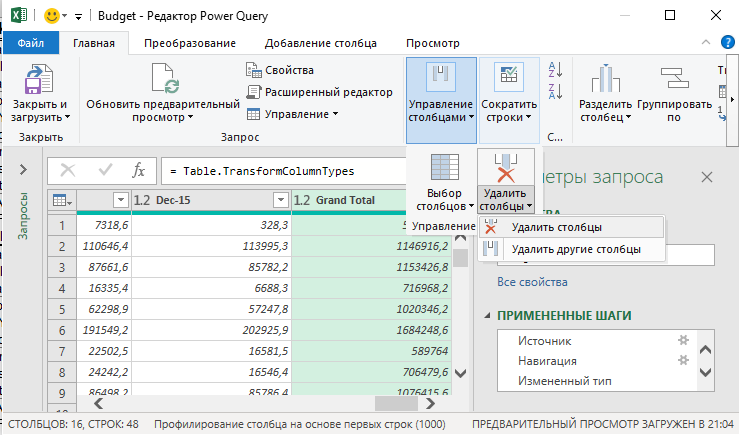 Budget - Редактор Power Query
Файл Главная Преобразование Добавление столбца Просмотр
Закрыть и загрузить
Закрыть
Обновить предварительный просмотр
Свойства
Расширенный редактор
Управление
Запрос
Управление столбцами
Сократить строки
С...
Разделить столбец
Группировать по
Ти
1
Выбор столбцов
Удалить столбцы
Управление
Удалить столбцы
Удалить другие столбцы
Запросы
fx = Table.TransformColumnTypes
1.2 Dec-15 1.2 Grand Total
1 7318,6 328,3
2 110646,4 113995,3 1146916,2
3 87661,6 85782,2 1153426,8
4 16335,4 6688,3 716968,2
5 62298,9 57247,8 1020346,2
6 191549,2 202925,9 1684248,6
7 22502,5 16581,5 589764
8 24242,2 16546,4 706479,6
9 86498,2 85786,4 1076415,6
метры запроса
Все свойства
ПРИМЕНЕННЫЕ ШАГИ
Источник
Навигация
Измененный тип
СТОЛБЦОВ: 16, СТРОК: 48 Профилирование столбца на основе первых строк (1000) ПРЕДВАРИТЕЛЬНЫЙ ПРОСМОТР ЗАГРУЖЕН В 21:04